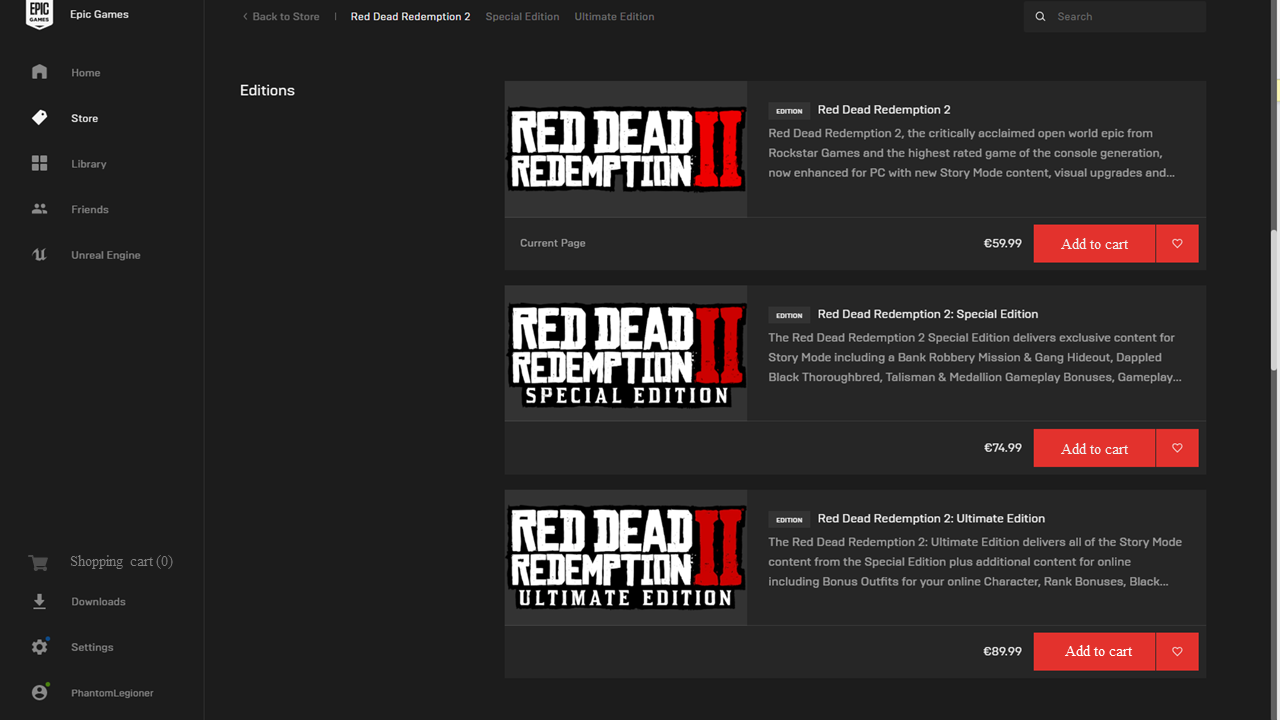 EPIC
GAMES
Epic Games
Home
Store
Library
Friends
Unreal Engine
Shopping cart (0)
Downloads
Settings
PhantomLegioner
Back to Store
Red Dead Redemption 2
Special Edition
Ultimate Edition
Search
Editions
RED DEAD
REDEMPTION II
EDITION Red Dead Redemption 2
Red Dead Redemption 2, the critically acclaimed open world epic from
Rockstar Games and the highest rated game of the console generation,
now enhanced for PC with new Story Mode content, visual upgrades and...
Current Page
€59.99
Add to cart
RED DEAD
REDEMPTION II
SPECIAL EDITION
EDITION Red Dead Redemption 2: Special Edition
The Red Dead Redemption 2 Special Edition delivers exclusive content for
Story Mode including a Bank Robbery Mission & Gang Hideout, Dappled
Black Thoroughbred, Talisman & Medallion Gameplay Bonuses, Gameplay...
€74.99
Add to cart
RED DEAD
REDEMPTION II
ULTIMATE EDITION
EDITION Red Dead Redemption 2: Ultimate Edition
The Red Dead Redemption 2: Ultimate Edition delivers all of the Story Mode
content from the Special Edition plus additional content for online
including Bonus Outfits for your online Character, Rank Bonuses, Black...
€89.99
Add to cart